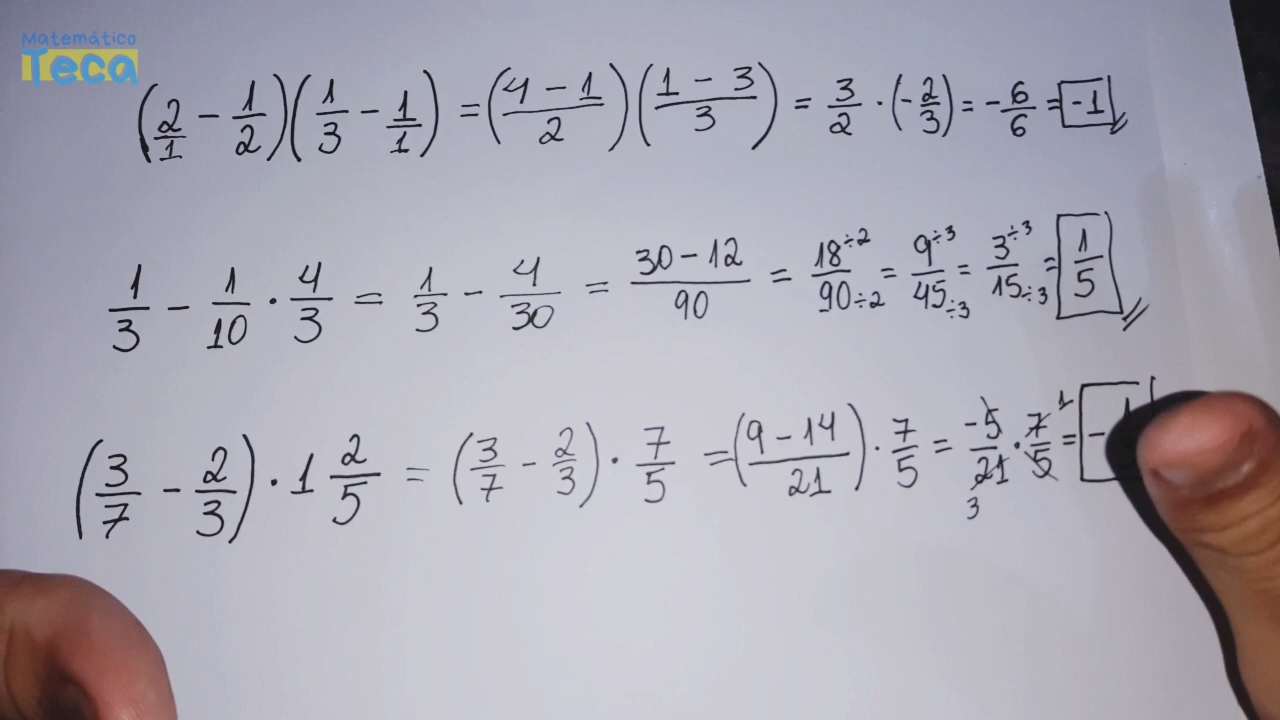 Matemático
Teca
(2/1 - 1/2)(1/3 - 1/1) = (4 - 1/2)(1 - 3/3) = 3/2 · (-2/3) = -6/6 = -1
1/3 - 1/10 · 4/3 = 1/3 - 4/30 = 30 - 12/90 = 18÷2/90÷2 = 9÷3/45÷3 = 3÷3/15÷3 = 1/5
(3/7 - 2/3) · 1 2/5 = (3/7 - 2/3) · 7/5 = (9 - 14/21) · 7/5 = -5/21 3 · 7/5 1 = -